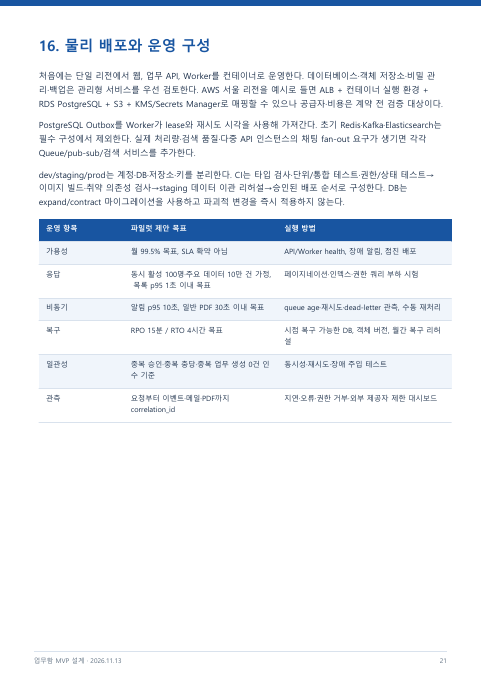 16. 물리 배포와 운영 구성
처음에는 단일 리전에서 웹, 업무 API, Worker를 컨테이너로 운영한다. 데이터베이스·객체 저장소·비밀 관
리·백업은 관리형 서비스를 우선 검토한다. AWS 서울 리전을 예시로 들면 ALB + 컨테이너 실행 환경 +
RDS PostgreSQL + S3 + KMS/Secrets Manager로 매핑할 수 있으나 공급자·비용은 계약 전 검증 대상이다.
PostgreSQL Outbox를 Worker가 lease와 재시도 시각을 사용해 가져간다. 초기 Redis·Kafka·Elasticsearch는
필수 구성에서 제외한다. 실제 처리량·검색 품질·다중 API 인스턴스의 채팅 fan-out 요구가 생기면 각각
Queue/pub-sub/검색 서비스를 추가한다.
dev/staging/prod는 계정·DB·저장소·키를 분리한다. CI는 타입 검사·단위/통합 테스트·권한/상태 테스트→
이미지 빌드·취약 의존성 검사→staging 데이터 이관 리허설→승인된 배포 순서로 구성한다. DB는
expand/contract 마이그레이션을 사용하고 파괴적 변경을 즉시 적용하지 않는다.
운영 항목 파일럿 제안 목표 실행 방법
가용성 월 99.5% 목표, SLA 확약 아님 API/Worker health, 장애 알림, 점진 배포
응답 동시 활성 100명·주요 데이터 10만 건 가정, 페이지네이션·인덱스·권한 쿼리 부하 시험
목록 p95 1초 이내 목표
비동기 알림 p95 10초, 일반 PDF 30초 이내 목표 queue age·재시도·dead-letter 관측, 수동 재처리
복구 RPO 15분 / RTO 4시간 목표 시점 복구 가능한 DB, 객체 버전, 월간 복구 리허
설
일관성 중복 승인·중복 충당·중복 업무 생성 0건 인 동시성·재시도·장애 주입 테스트
수 기준
관측 요청부터 이벤트·메일·PDF까지 지연·오류·권한 거부·외부 제공자 제한 대시보드
correlation_id
업무함 MVP 설계 · 2026.11.13 21